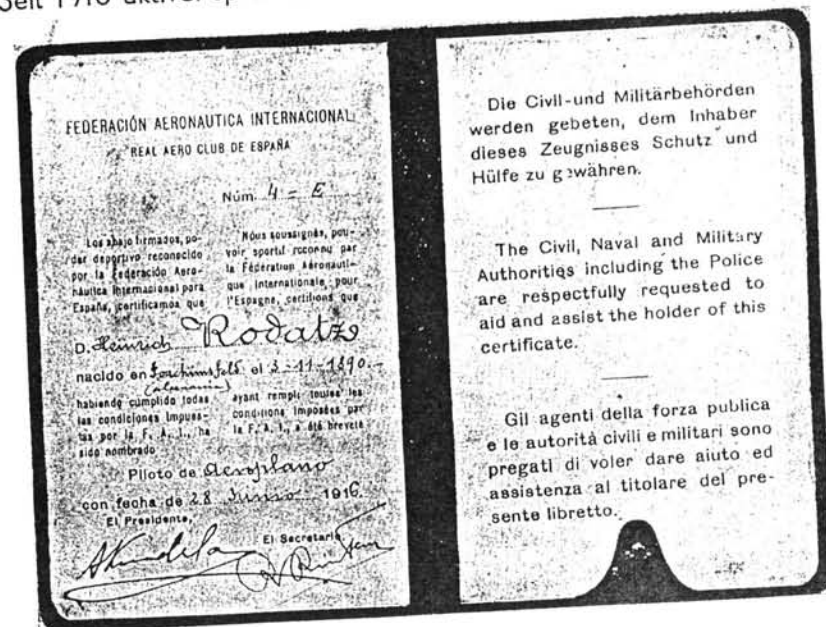 Seit 1916 aktiver
FEDERACIÓN AERONAUTICA INTERNACIONAL
REAL AERO CLUB DE ESPAÑA
Núm. 4 = E
Los abajo firmados, po-
der deportivo reconocido
por la Federación Aero-
náutica Internacional para
España, certificamos que
Nous soussignés, pou-
voir sportif reconnu par
la Fédération Aéronauti-
que Internationale pour
l'Espagne, certifions que
D. Heinrich Rodatz
nacido en el 3-11-1890.-
(alemania)
habiendo cumplido todas
las condiciones impues-
tas por la F. A. I., ha
sido nombrado
ayant rempli toutes les
conditions imposées par
la F. A. I., a été breveté
Piloto de Aeroplano
con fecha de 28 Junio 1916.
El Presidente,
El Secretario,
Die Civil-und Militärbehörden
werden gebeten, dem Inhaber
dieses Zeugnisses Schutz und
Hülfe zu gewähren.
The Civil, Naval and Military
Authorities including the Police
are respectfully requested to
aid and assist the holder of this
certificate.
Gli agenti della forza publica
e le autoritá civili e militari sono
pregati di voler dare aiuto ed
assistenza al titolare del pre-
sente libretto.